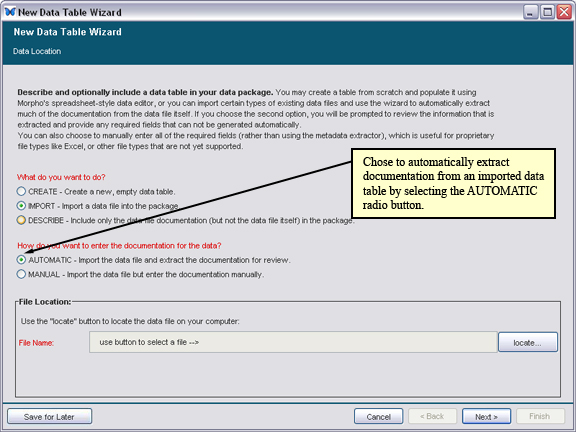 New Data Table Wizard
New Data Table Wizard
Data Location
Describe and optionally include a data table in your data package. You may create a table from scratch and populate it using
Morpho's spreadsheet-style data editor, or you can import certain types of existing data files and use the wizard to automatically extract
much of the documentation from the data file itself. If you choose the second option, you will be prompted to review the information that is
extracted and provide any required fields that can not be generated automatically.
You can also choose to manually enter all of the required fields (rather than using the metadata extractor), which is useful for proprietary
file types like Excel, or other file types that are not yet supported.
What do you want to do?
CREATE - Create a new, empty data table.
IMPORT - Import a data file into the package.
DESCRIBE - Include only the data file documentation (but not the data file itself) in the package.
Chose to automatically extract
documentation from an imported data
table by selecting the AUTOMATIC
radio button.
How do you want to enter the documentation for the data?
AUTOMATIC - Import the data file and extract the documentation for review.
MANUAL - Import the data file but enter the documentation manually.
File Location:
Use the "locate" button to locate the data file on your computer:
File Name: use button to select a file --> locate...
Save for Later Cancel < Back Next > Finish